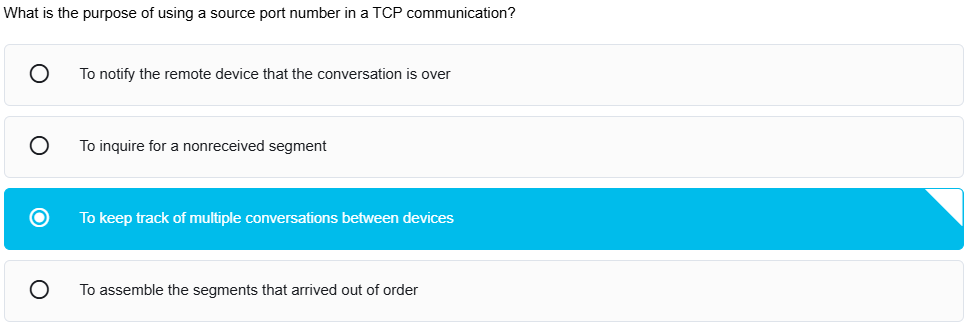 What is the purpose of using a source port number in a TCP communication?
To notify the remote device that the conversation is over
To inquire for a nonreceived segment
To keep track of multiple conversations between devices
To assemble the segments that arrived out of order